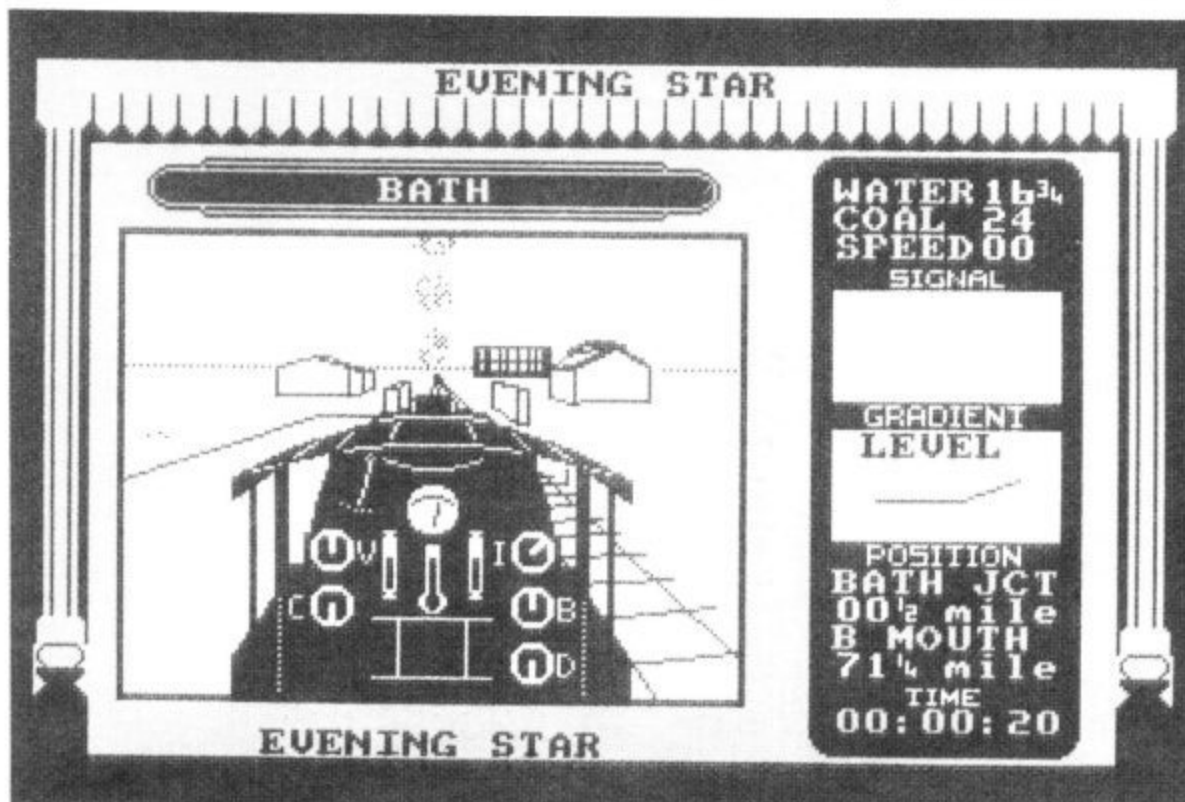 EVENING STAR
BATH
WATER 16¾
COAL 24
SPEED 00
SIGNAL
GRADIENT
LEVEL
V
I
C
B
D
POSITION
BATH JCT
00½ mile
B MOUTH
71¼ mile
TIME
00:00:20
EVENING STAR